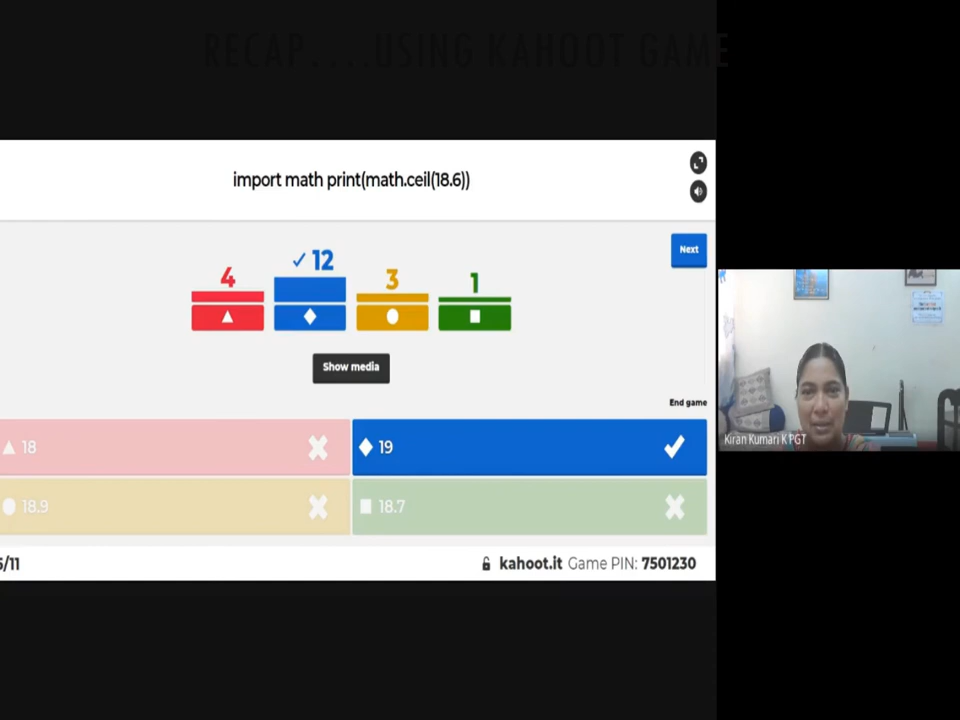 RECAP....USING KAHOOT GAME
import math print(math.ceil(18.6))
Next
4
12
3
1
Show media
End game
18
19
18.9
18.7
/11
kahoot.it Game PIN: 7501230
Kiran Kumari K PGT